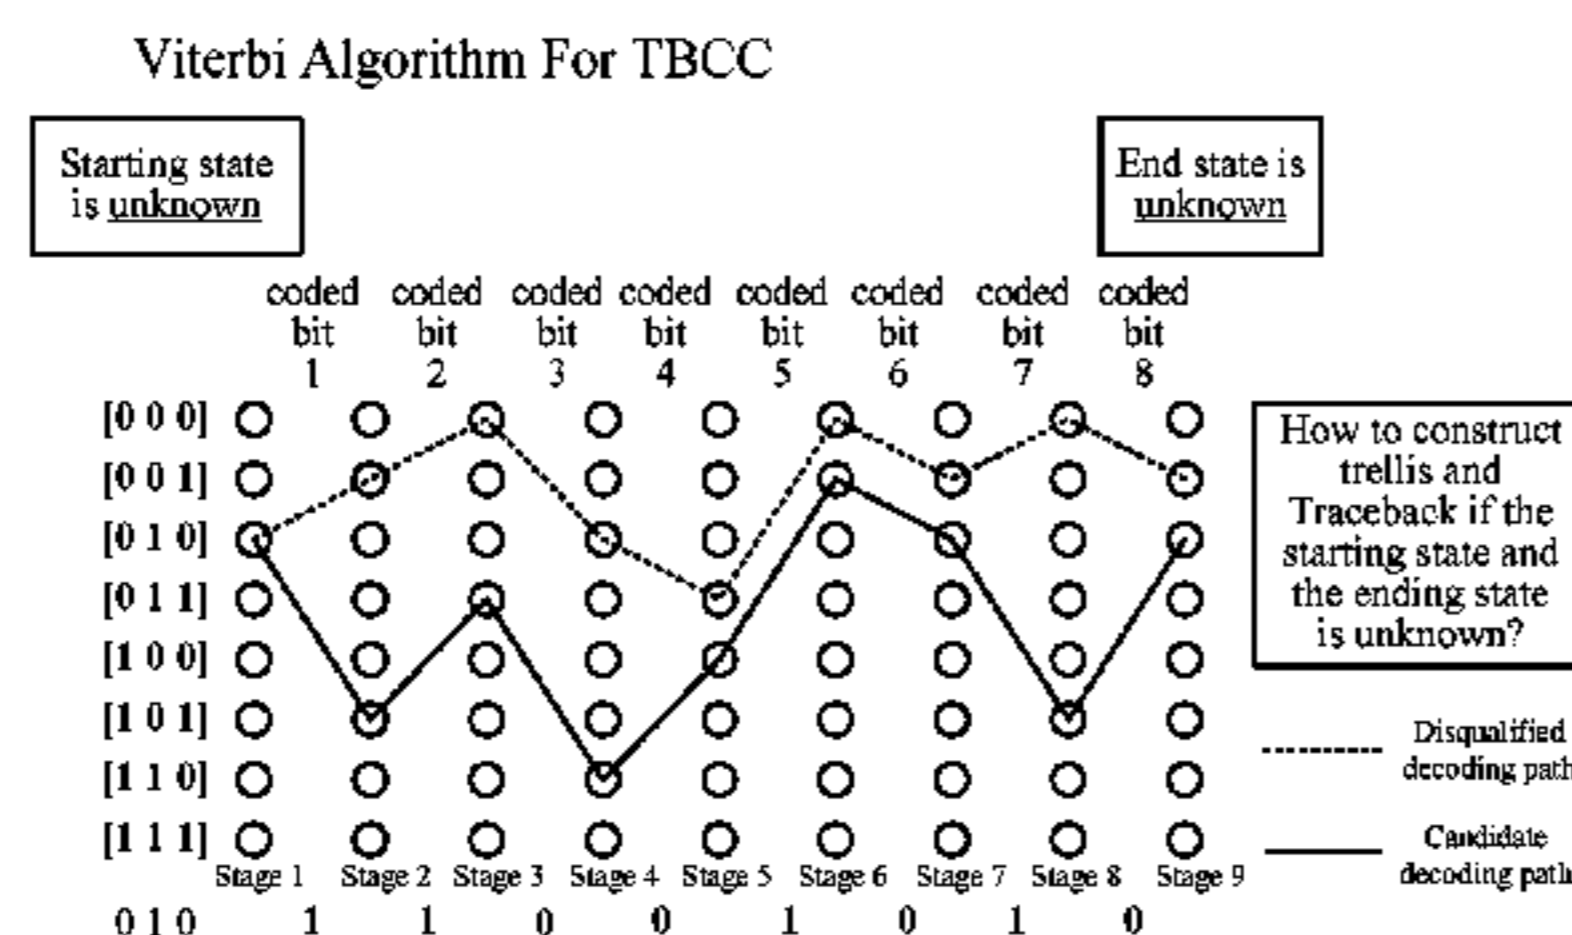 Viterbi Algorithm For TBCC
Starting state
is unknown
End state is
unknown
coded coded coded coded coded coded coded coded
bit bit bit bit bit bit bit bit
1 2 3 4 5 6 7 8
[0 0 0]
[0 0 1]
[0 1 0]
[0 1 1]
[1 0 0]
[1 0 1]
[1 1 0]
[1 1 1]
How to construct
trellis and
Traceback if the
starting state and
the ending state
is unknown?
Disqualified
decoding path
Candidate
decoding path
Stage 1 Stage 2 Stage 3 Stage 4 Stage 5 Stage 6 Stage 7 Stage 8 Stage 9
0 1 0 1 1 0 0 1 0 1 0